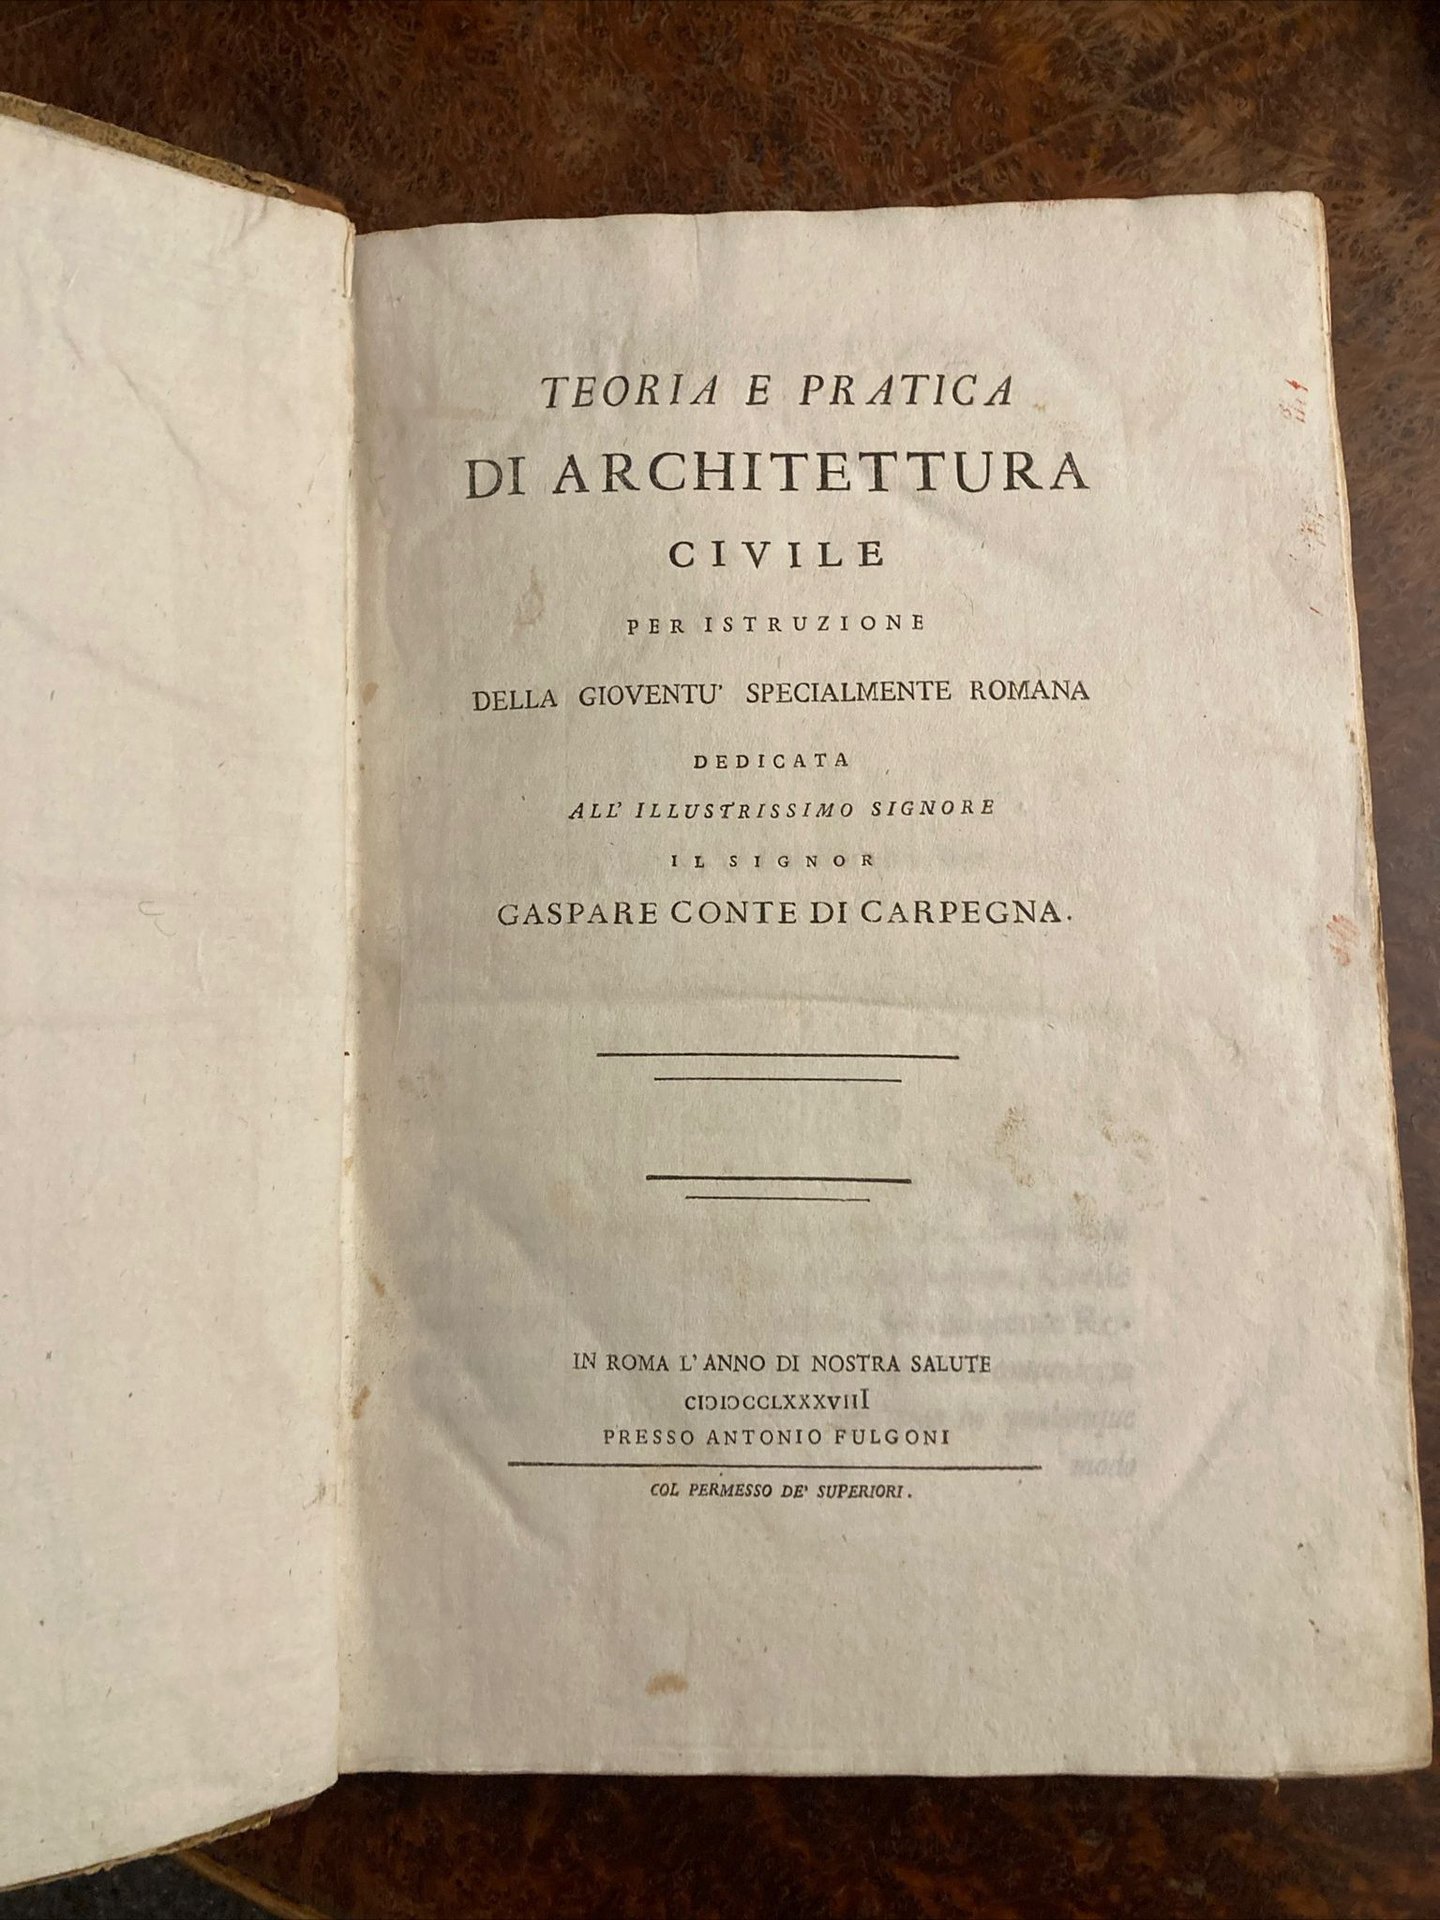 TEORIA E PRATICA
DI ARCHITETTURA
CIVILE
PER ISTRUZIONE
DELLA GIOVENTU' SPECIALMENTE ROMANA
DEDICATA
ALL' ILLUSTRISSIMO SIGNORE
IL SIGNOR
GASPARE CONTE DI CARPEGNA.
IN ROMA L'ANNO DI NOSTRA SALUTE
CIƆIƆCCLXXXVIII
PRESSO ANTONIO FULGONI
COL PERMESSO DE' SUPERIORI.